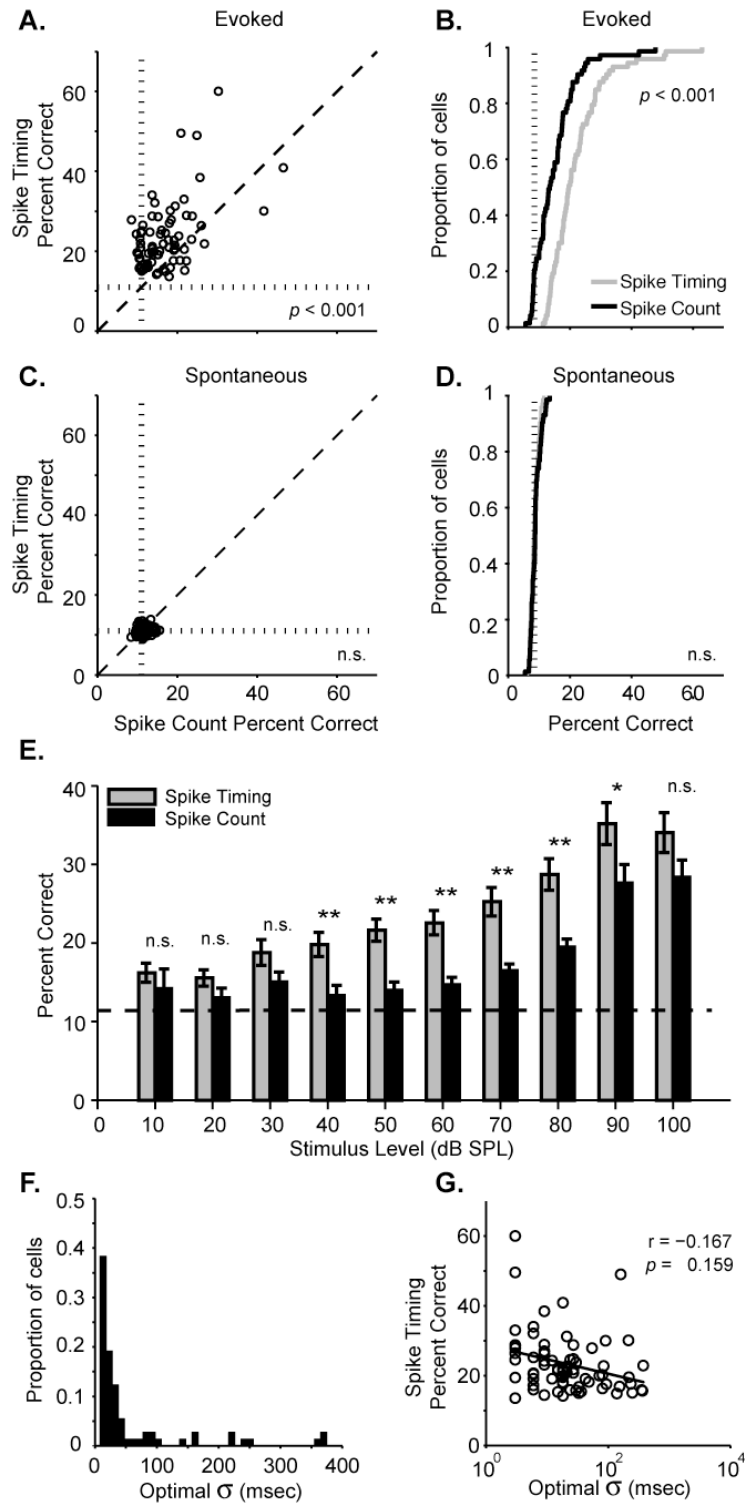 A.
Evoked
Spike Timing
Percent Correct
60
40
20
10
0
p < 0.001
B.
Evoked
Proportion of cells
1
0.8
0.6
0.4
0.2
0
p < 0.001
Spike Timing
Spike Count
C.
Spontaneous
Spike Timing
Percent Correct
60
40
20
10
0
n.s.
0 20 40 60
Spike Count Percent Correct
D.
Spontaneous
Proportion of cells
1
0.8
0.6
0.4
0.2
0
n.s.
0 20 40 60
Percent Correct
E.
Percent Correct
40
30
20
10
0
Spike Timing
Spike Count
n.s. n.s. n.s. ** ** ** ** ** * n.s.
0 10 20 30 40 50 60 70 80 90 100
Stimulus Level (dB SPL)
F.
Proportion of cells
0.5
0.4
0.3
0.2
0.1
0
0 100 200 300 400
Optimal σ (msec)
G.
Spike Timing
Percent Correct
60
40
20
0
r = −0.167
p = 0.159
10⁰ 10² 10⁴
Optimal σ (msec)